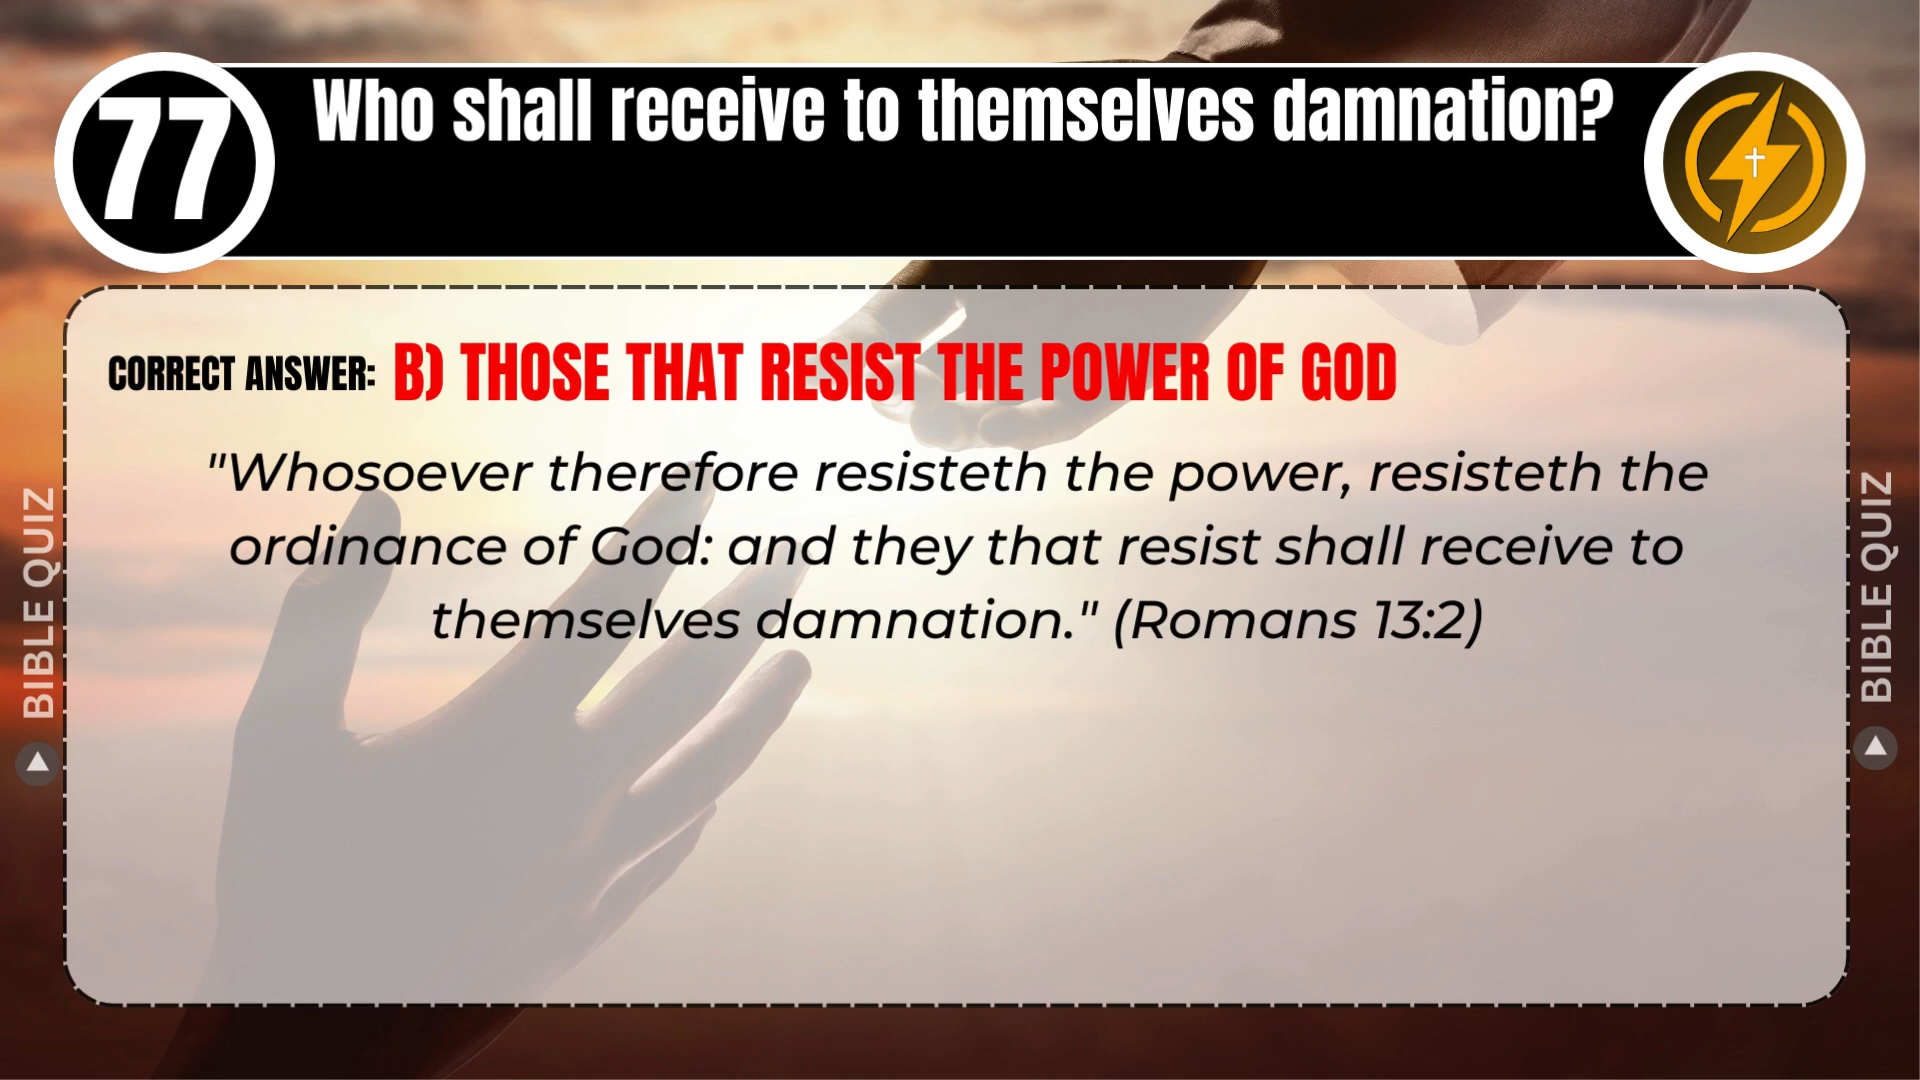 77
Who shall receive to themselves damnation?
CORRECT ANSWER: B) THOSE THAT RESIST THE POWER OF GOD
"Whosoever therefore resisteth the power, resisteth the
ordinance of God: and they that resist shall receive to
themselves damnation." (Romans 13:2)
BIBLE QUIZ
BIBLE QUIZ